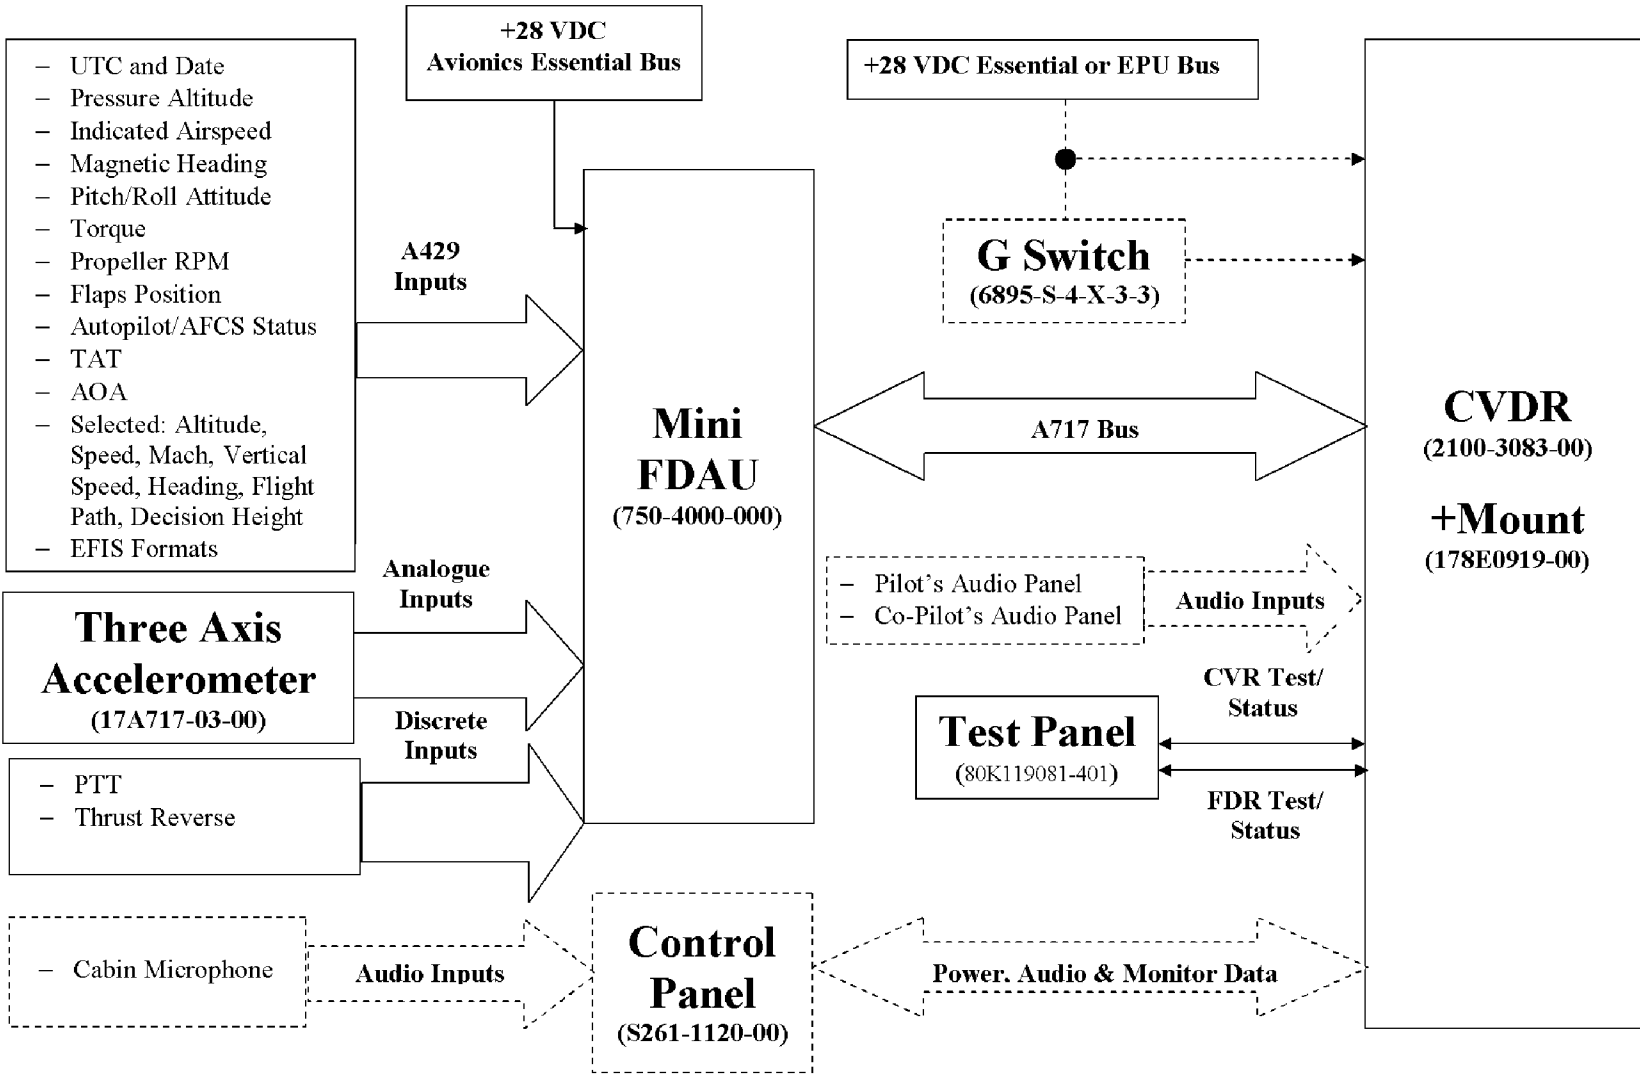 +28 VDC
Avionics Essential Bus
+28 VDC Essential or EPU Bus
– UTC and Date
– Pressure Altitude
– Indicated Airspeed
– Magnetic Heading
– Pitch/Roll Attitude
– Torque
– Propeller RPM
– Flaps Position
– Autopilot/AFCS Status
– TAT
– AOA
– Selected: Altitude,
Speed, Mach, Vertical
Speed, Heading, Flight
Path, Decision Height
– EFIS Formats
A429
Inputs
G Switch
(6895-S-4-X-3-3)
Mini
FDAU
(750-4000-000)
A717 Bus
CVDR
(2100-3083-00)
+Mount
(178E0919-00)
Analogue
Inputs
– Pilot's Audio Panel
– Co-Pilot's Audio Panel
Audio Inputs
Three Axis
Accelerometer
(17A717-03-00)
Discrete
Inputs
CVR Test/
Status
Test Panel
(80K119081-401)
FDR Test/
Status
– PTT
– Thrust Reverse
– Cabin Microphone
Audio Inputs
Control
Panel
(S261-1120-00)
Power. Audio & Monitor Data